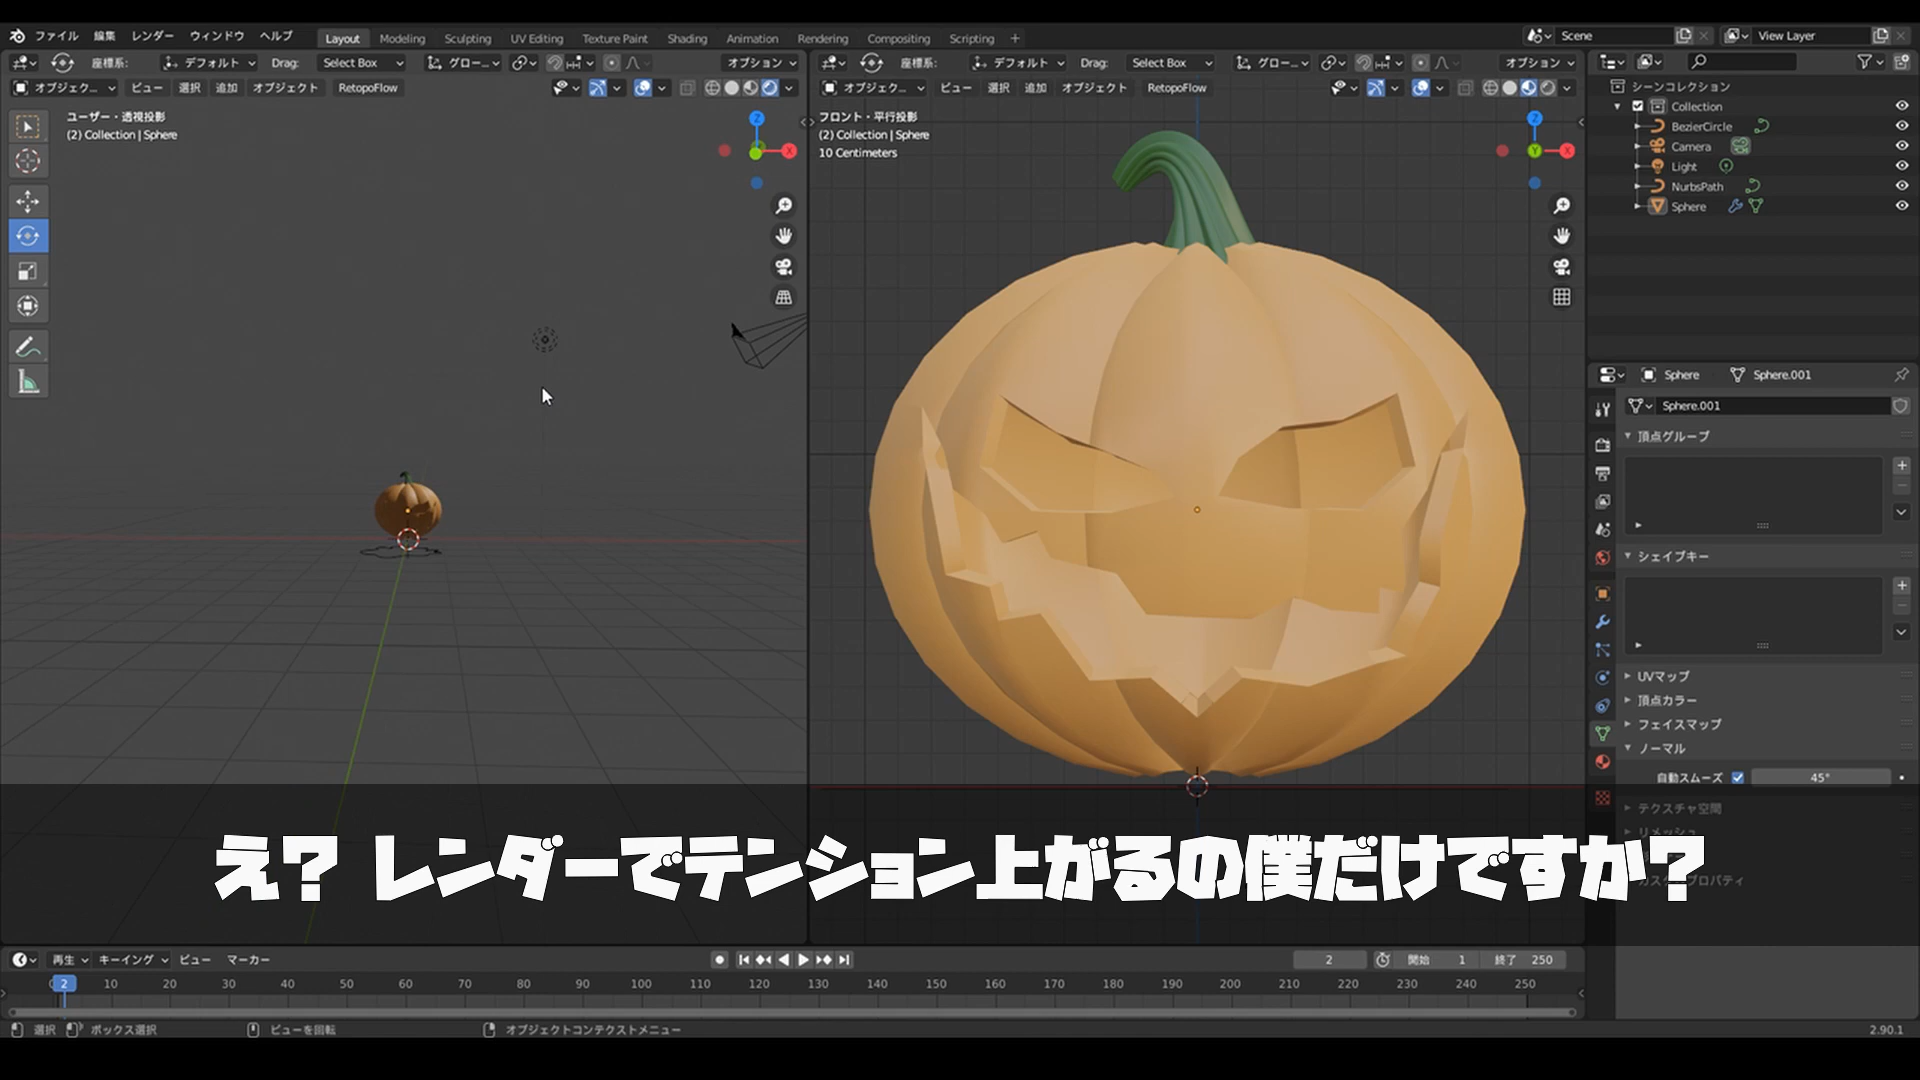 ファイル 編集 レンダー ウィンドウ ヘルプ Layout Modeling Sculpting UV Editing Texture Paint Shading Animation Rendering Compositing Scripting + Scene View Layer
座標系: デフォルト Drag: Select Box グロー... オプション
オブジェク... ビュー 選択 追加 オブジェクト RetopoFlow
ユーザー・透視投影
(2) Collection | Sphere
Z
X
座標系: デフォルト Drag: Select Box グロー... オプション
オブジェク... ビュー 選択 追加 オブジェクト RetopoFlow
フロント・平行投影
(2) Collection | Sphere
10 Centimeters
Z
Y X
シーンコレクション
Collection
BezierCircle
Camera
Light
NurbsPath
Sphere
Sphere Sphere.001
Sphere.001
頂点グループ
シェイプキー
UVマップ
頂点カラー
フェイスマップ
ノーマル
自動スムーズ 45°
テクスチャ空間
リメッシュ
え? レンダーでテンション上がるの僕だけですか?
再生 キーイング ビュー マーカー 2 開始 1 終了 250
2 10 20 30 40 50 60 70 80 90 100 110 120 130 140 150 160 170 180 190 200 210 220 230 240 250
選択 ボックス選択 ビューを回転 オブジェクトコンテクストメニュー 2.90.1